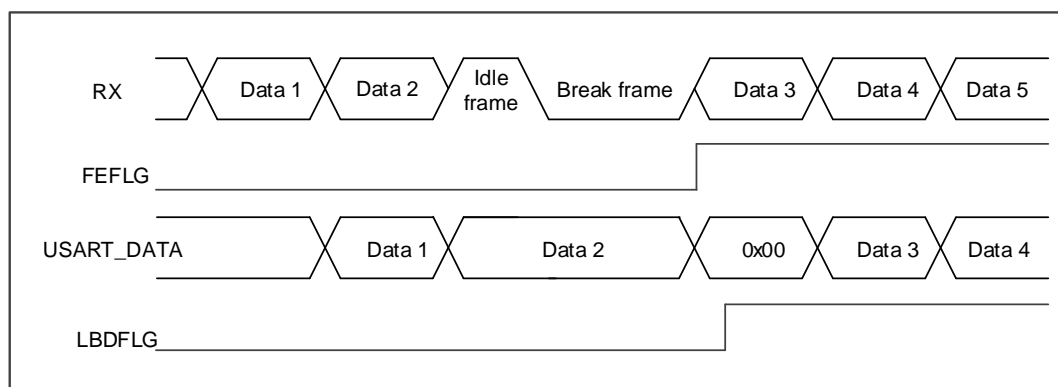 RX Data 1 Data 2 Idle frame Break frame Data 3 Data 4 Data 5
FEFLG
USART_DATA Data 1 Data 2 0x00 Data 3 Data 4
LBDFLG